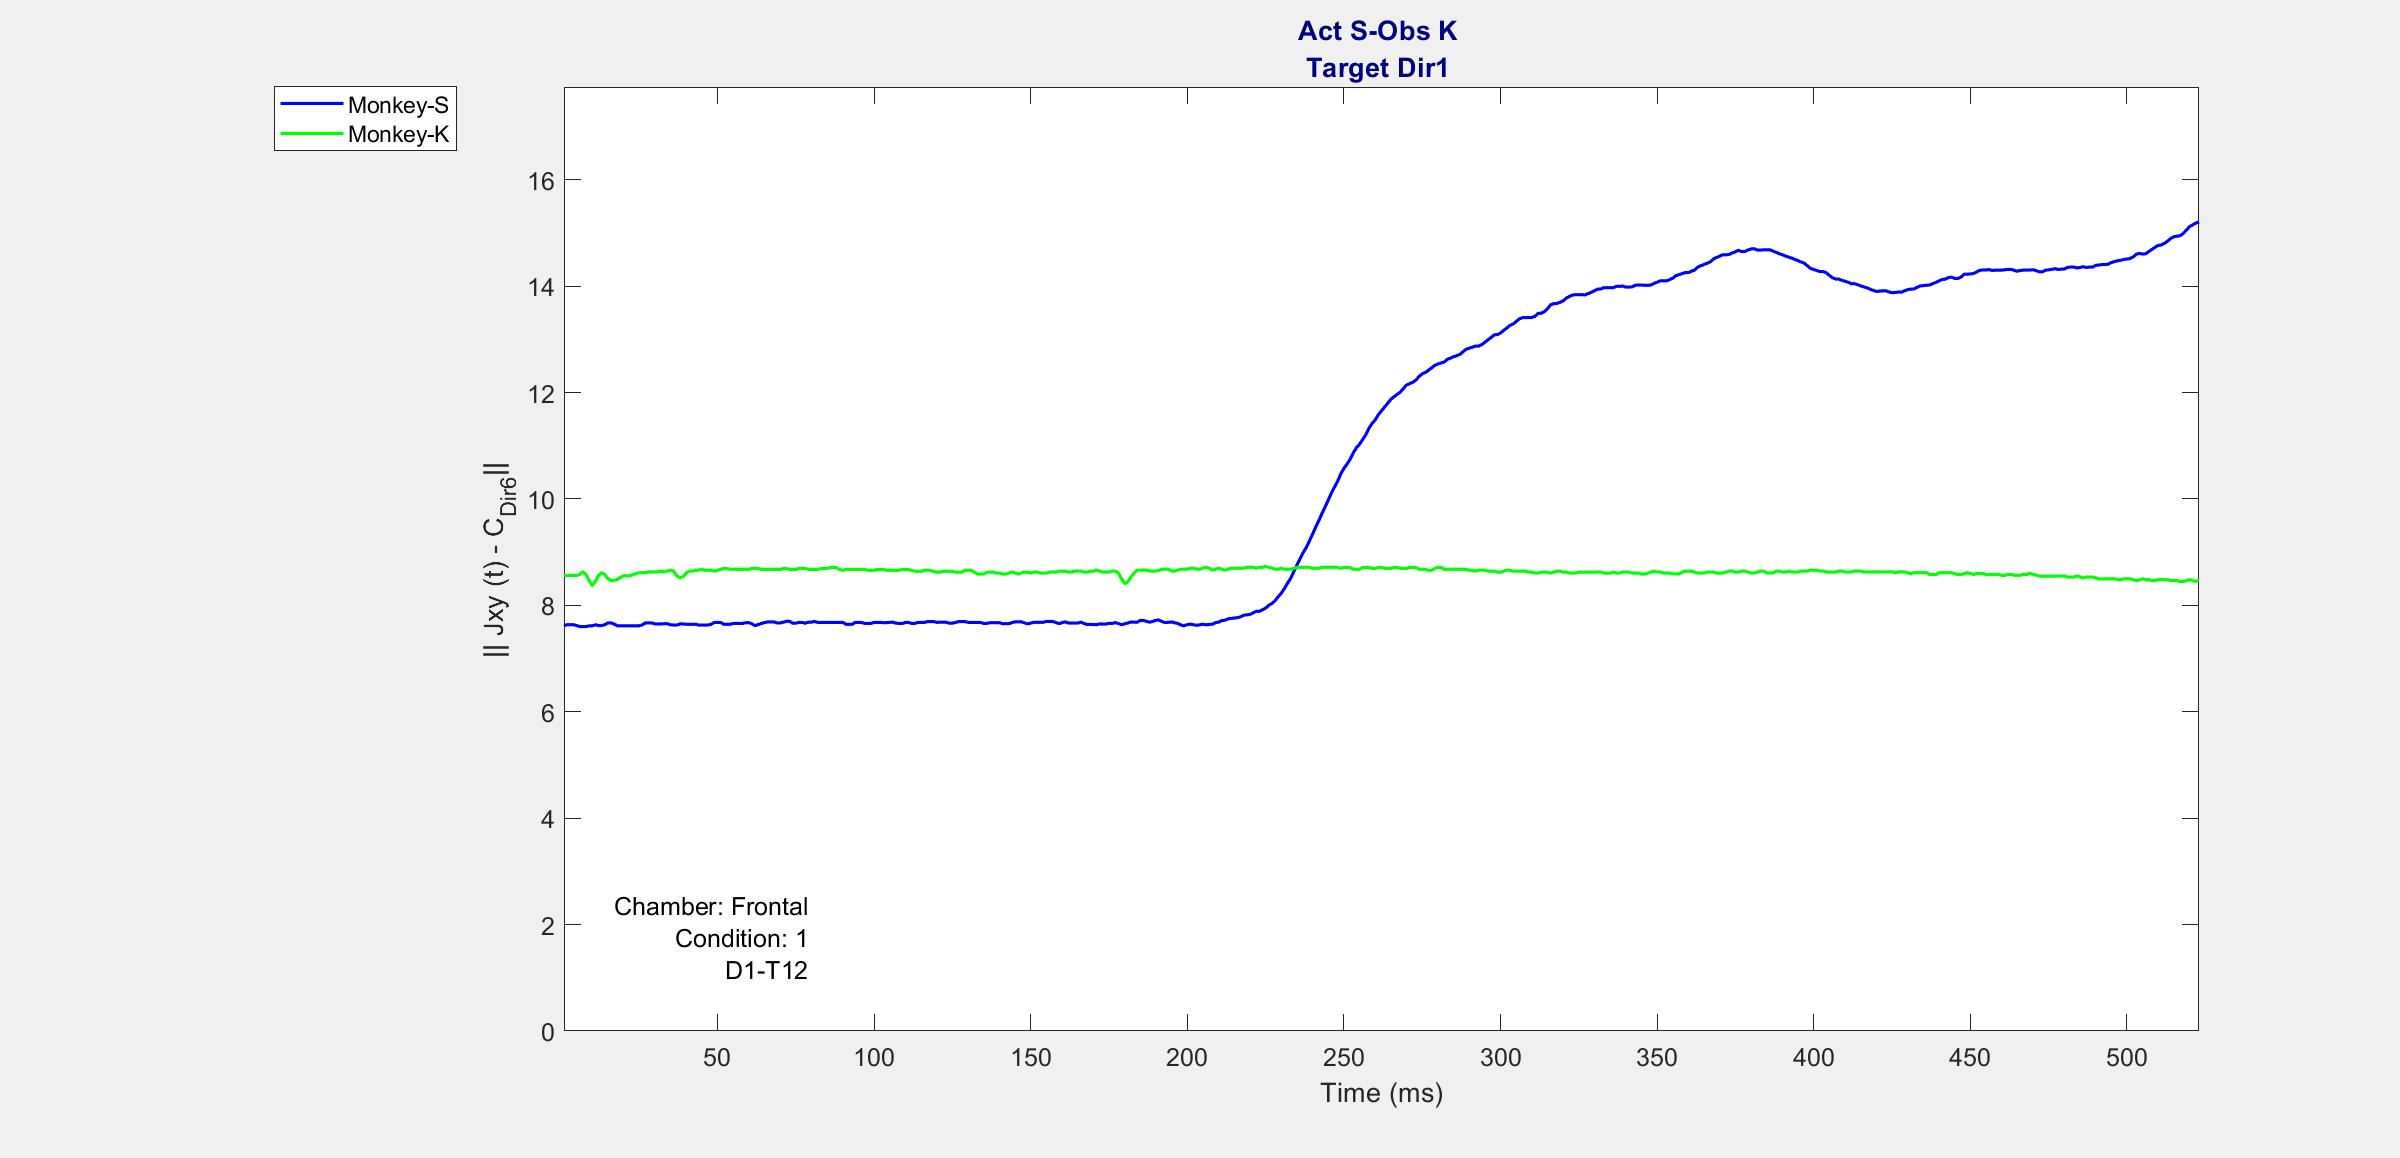 Act S-Obs K
Target Dir1
Monkey-S
Monkey-K
|| Jxy (t) - C_Dir6||
16
14
12
10
8
6
4
2
0
Chamber: Frontal
Condition: 1
D1-T12
50 100 150 200 250 300 350 400 450 500
Time (ms)